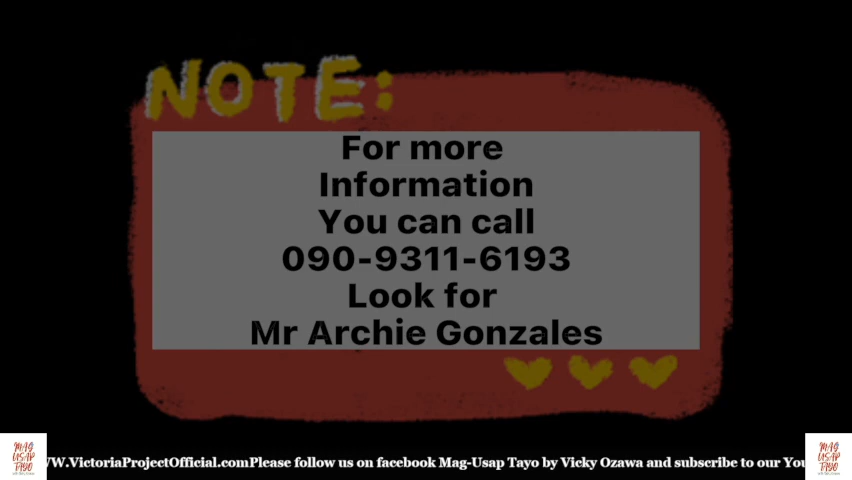 NOTE:
For more
Information
You can call
090-9311-6193
Look for
Mr Archie Gonzales
MAG USAP TAYO
W.VictoriaProjectOfficial.comPlease follow us on facebook Mag-Usap Tayo by Vicky Ozawa and subscribe to our You
MAG USAP TAYO